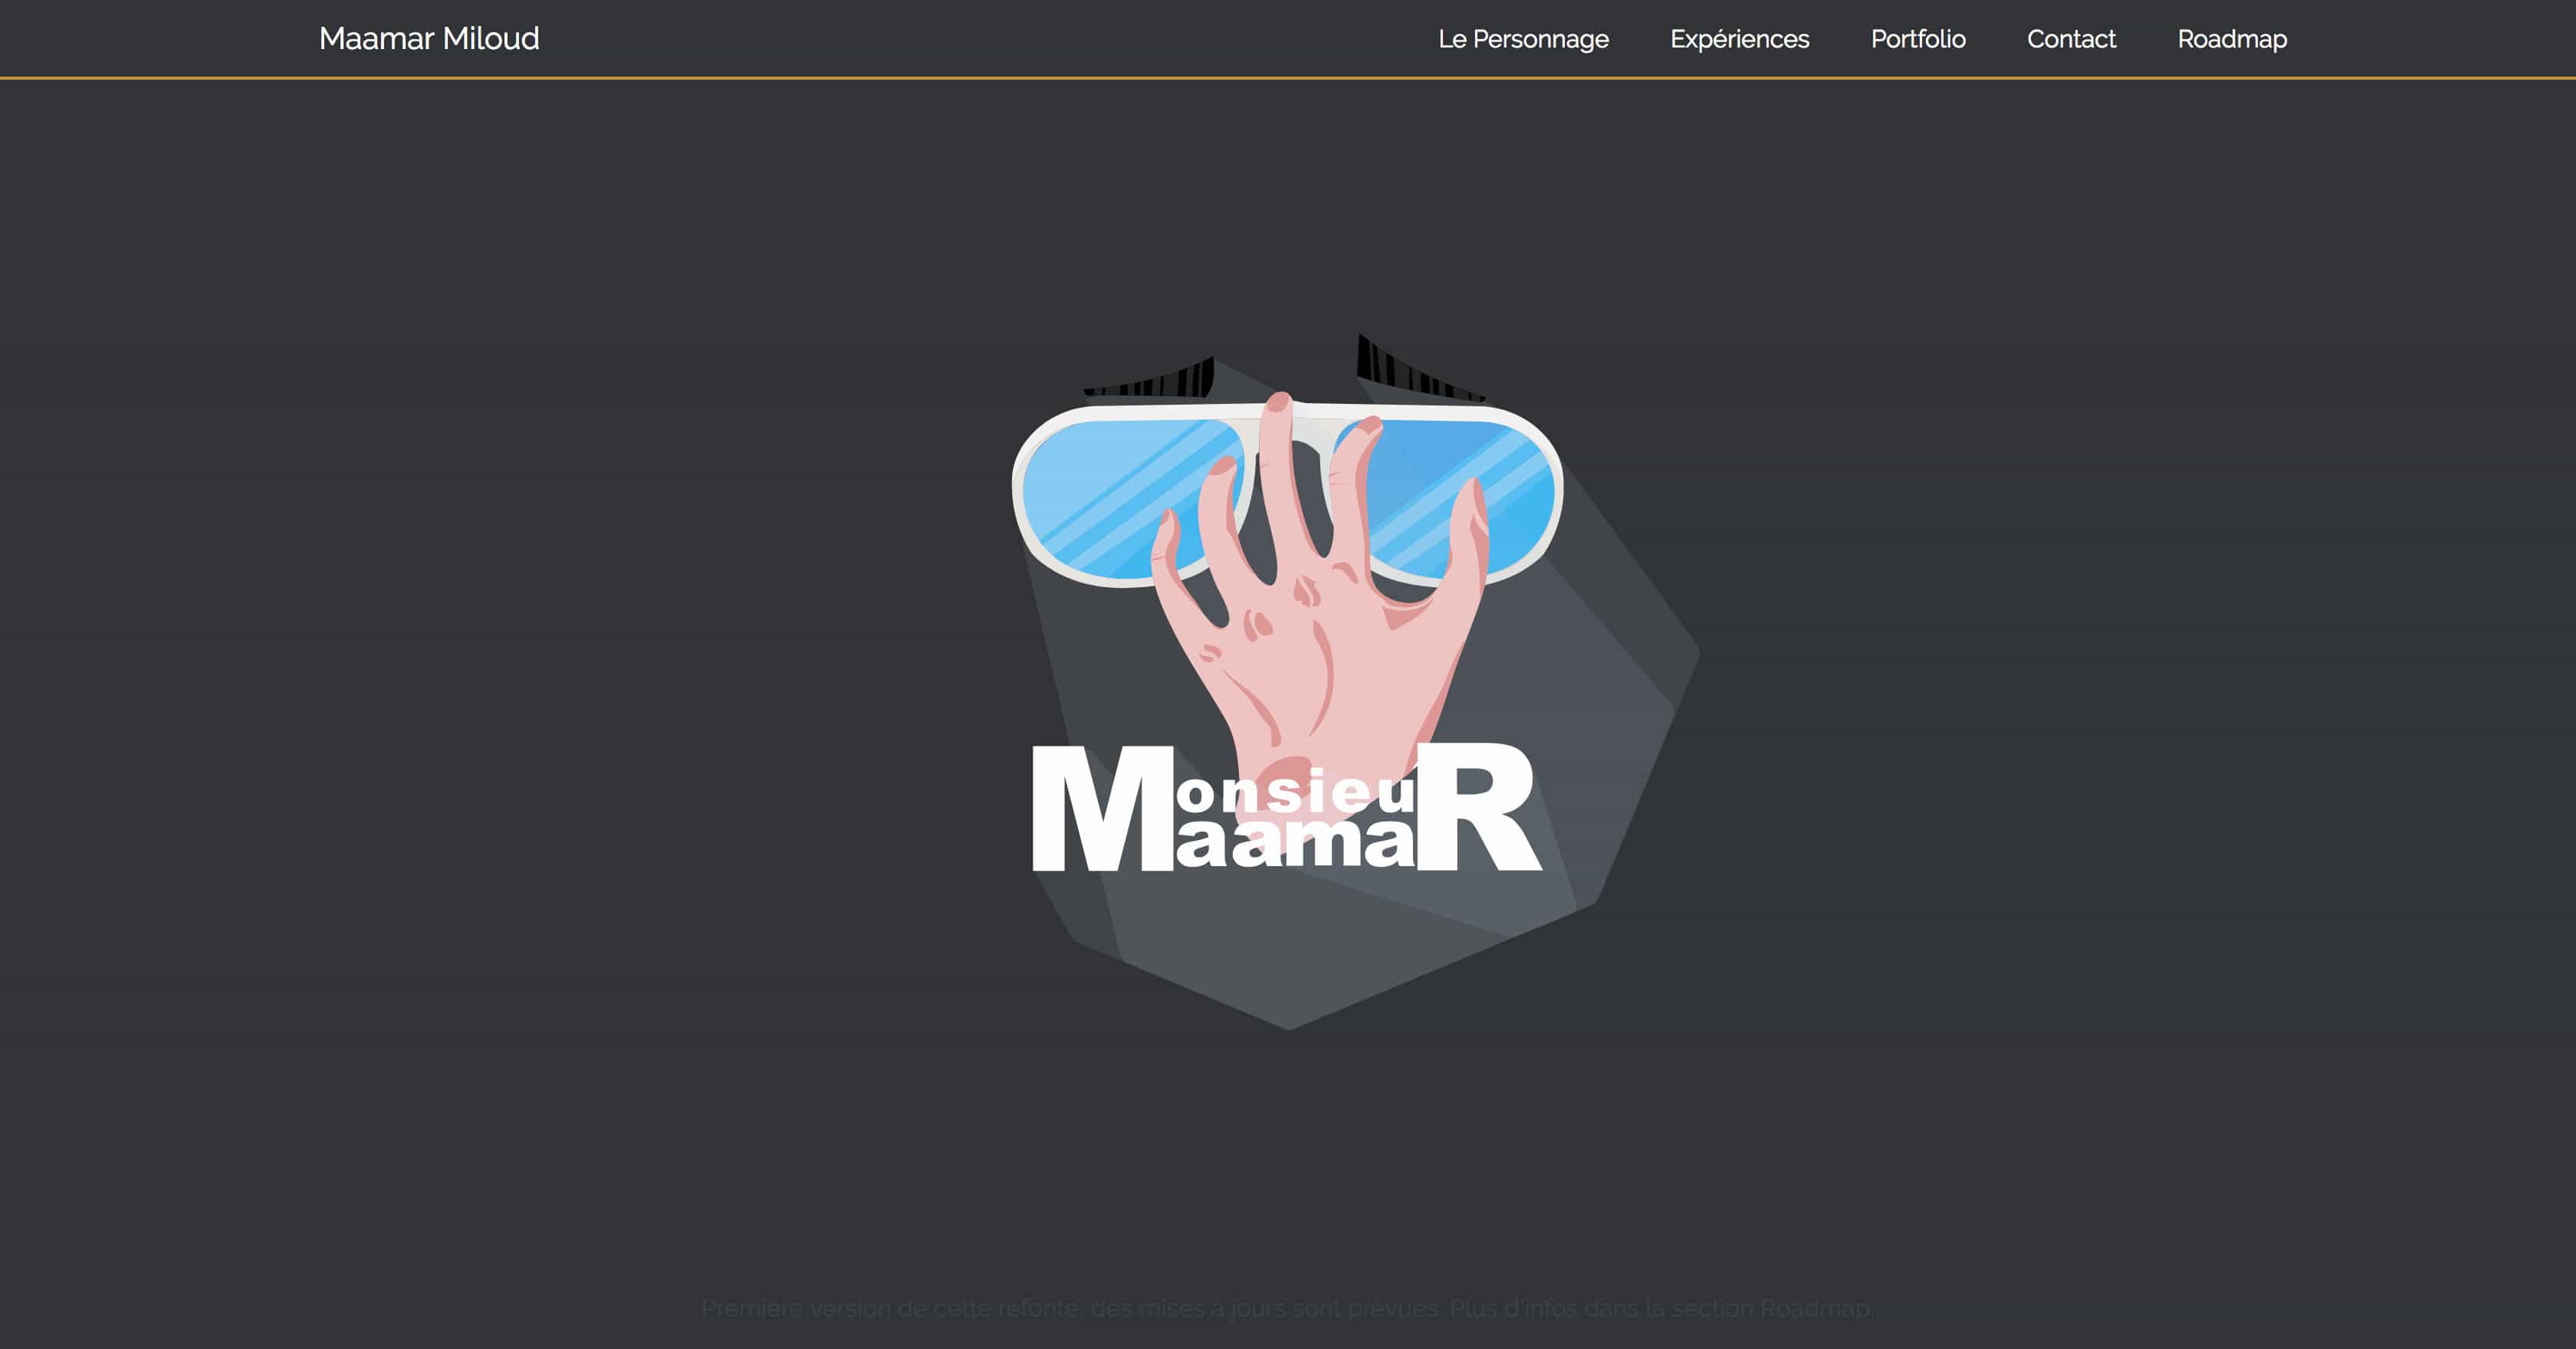 Maamar Miloud
Le Personnage Expériences Portfolio Contact Roadmap
MonsieuR
MaamaR
Première version de cette refonte, des mises à jours sont prévues. Plus d'infos dans la section Roadmap.